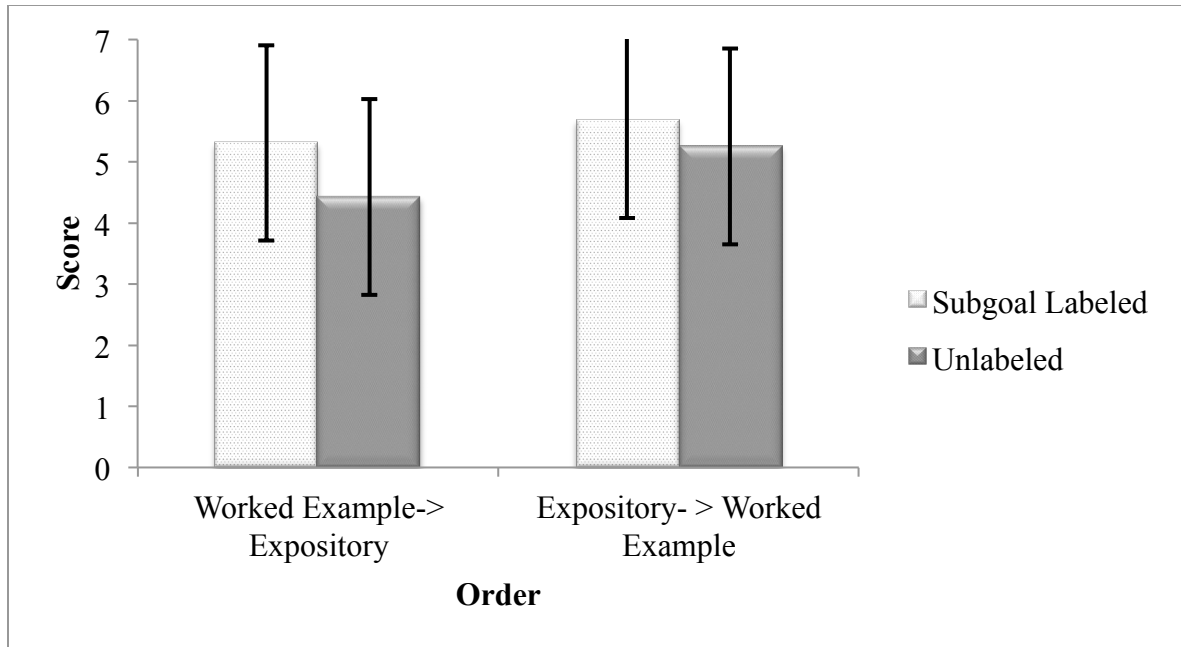 7
6
5
4
3
2
1
0
Score
Worked Example->
Expository
Expository- > Worked
Example
Order
Subgoal Labeled
Unlabeled